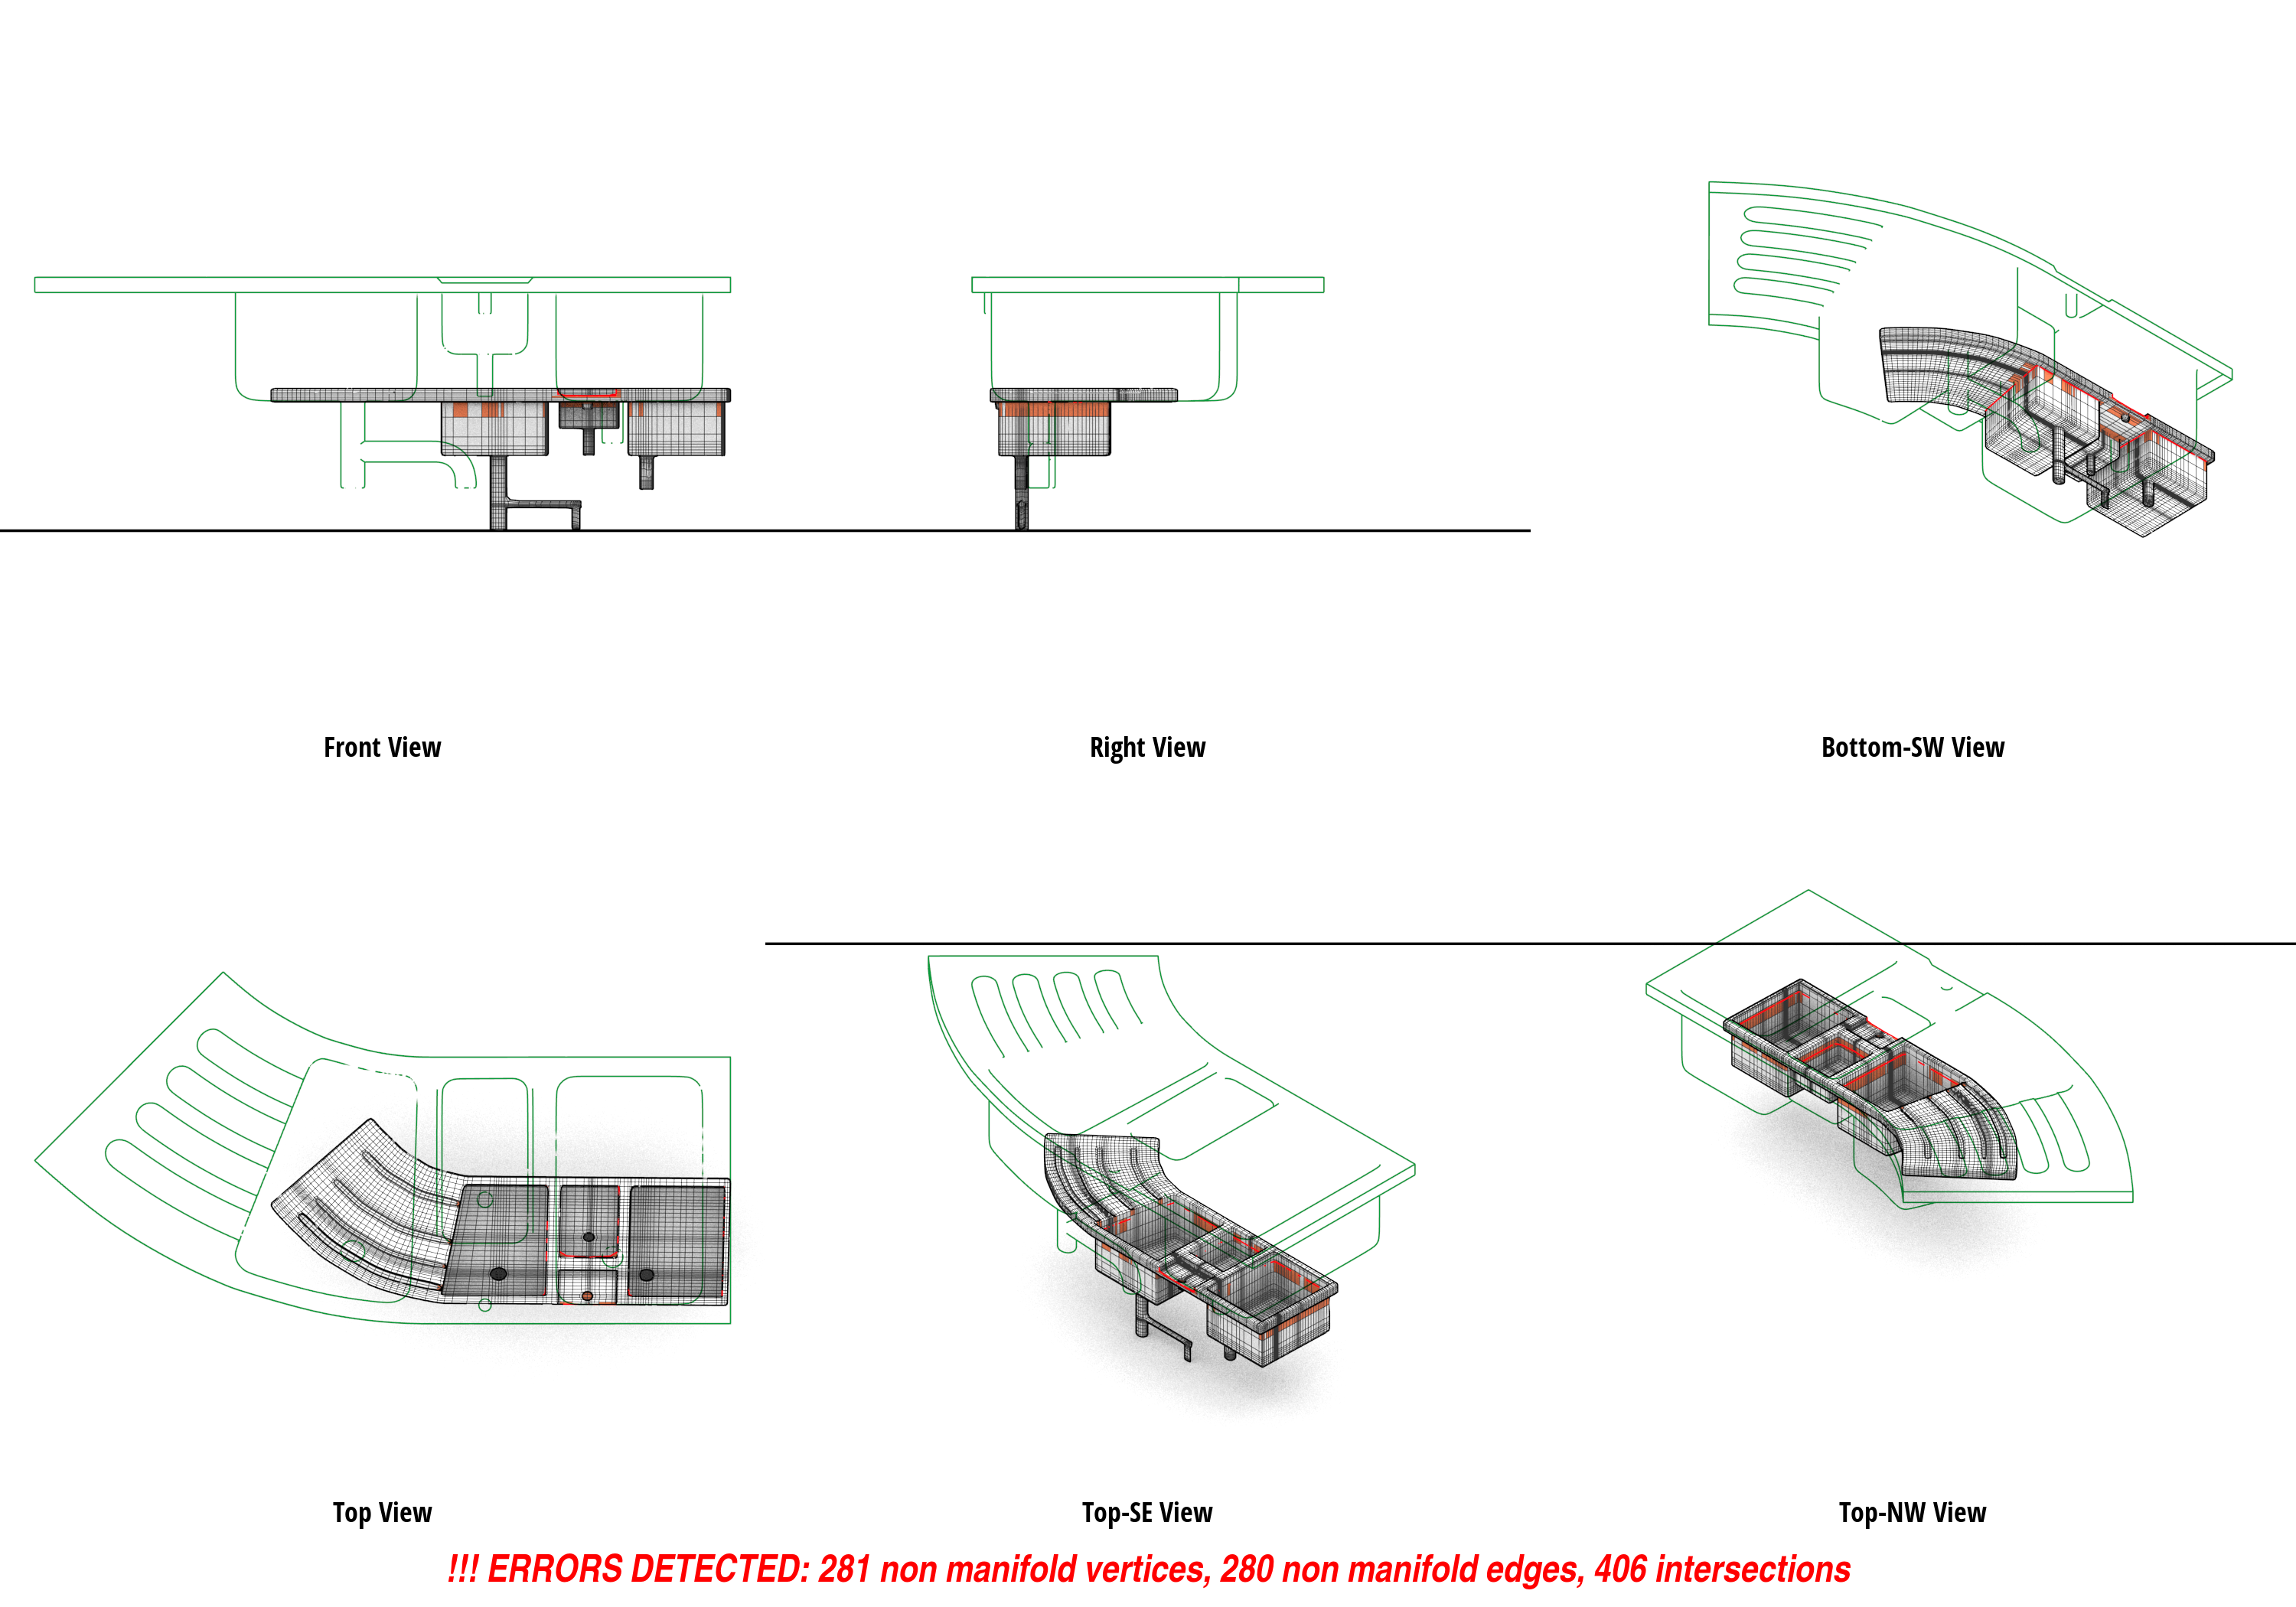 Front View
Right View
Bottom-SW View
Top View
Top-SE View
Top-NW View
!!! ERRORS DETECTED: 281 non manifold vertices, 280 non manifold edges, 406 intersections